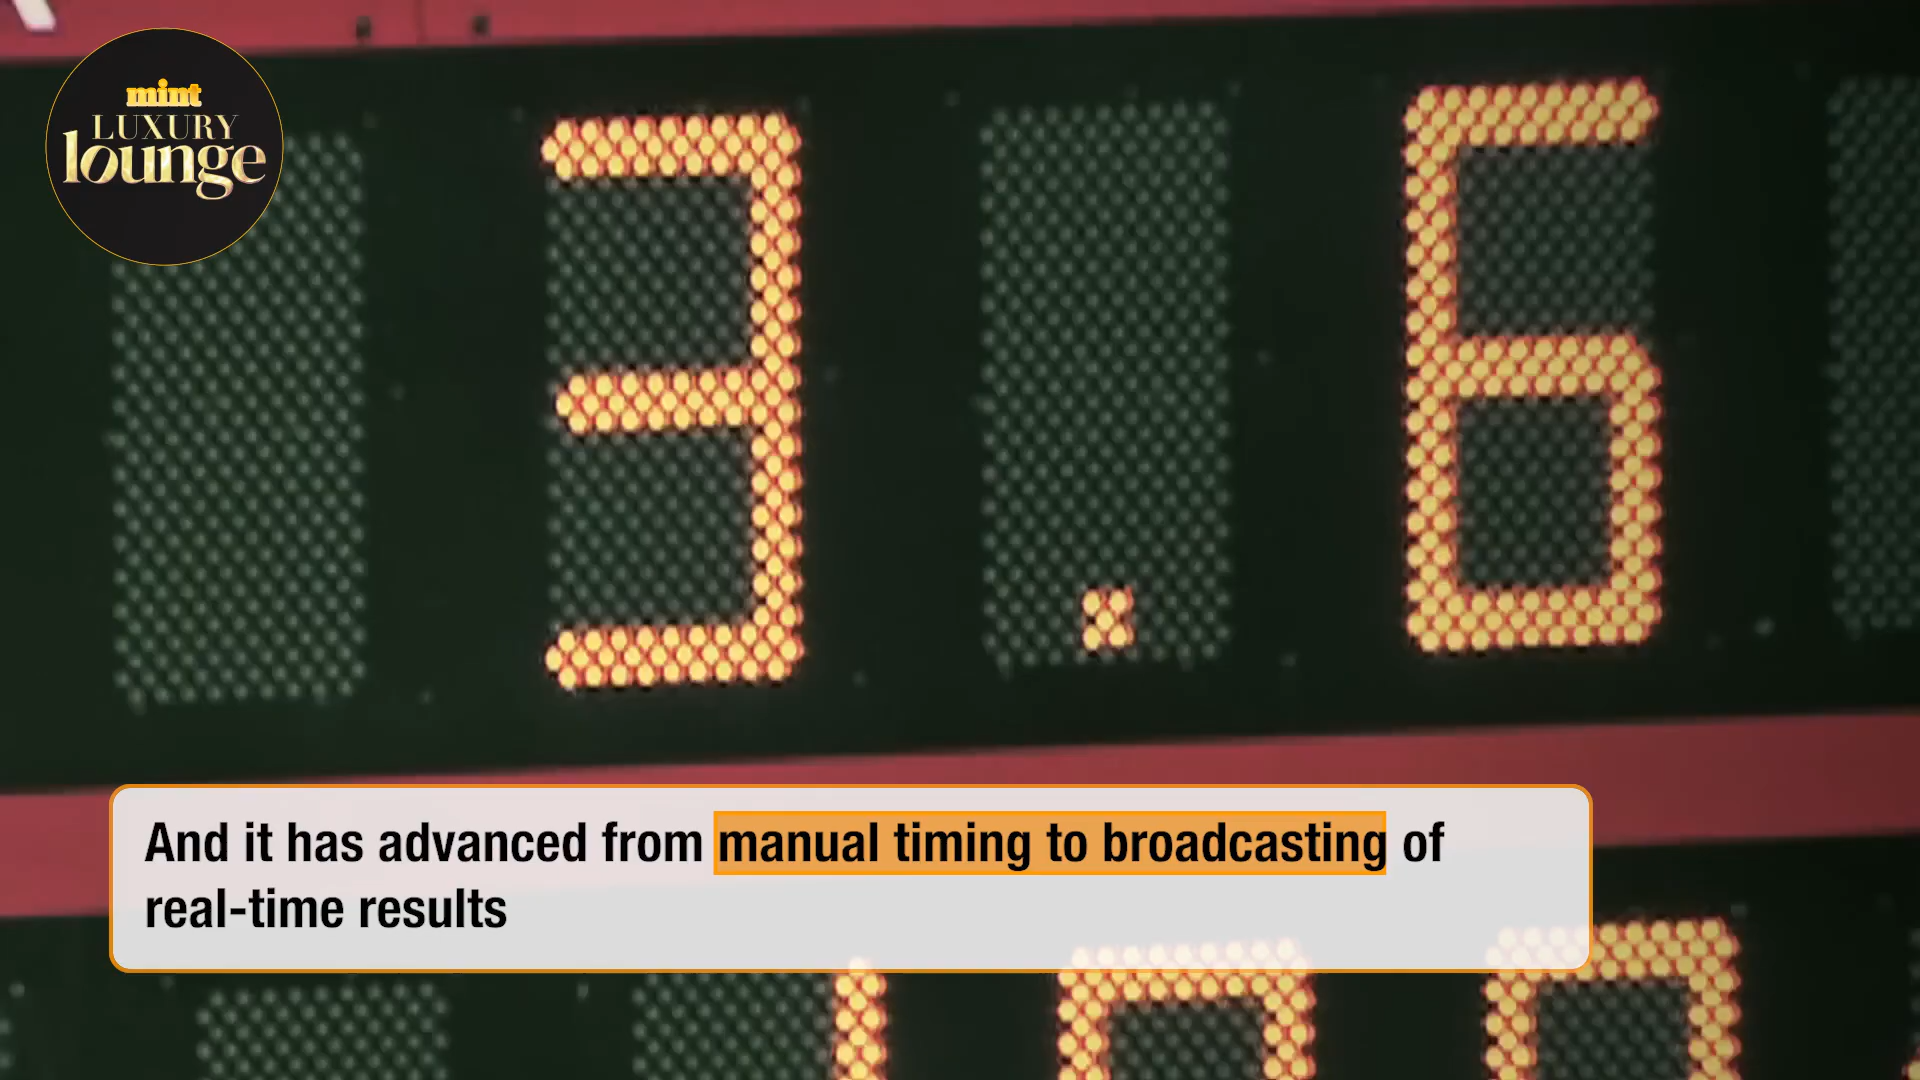 mint
LUXURY
lounge
3.6
And it has advanced from manual timing to broadcasting of
real-time results